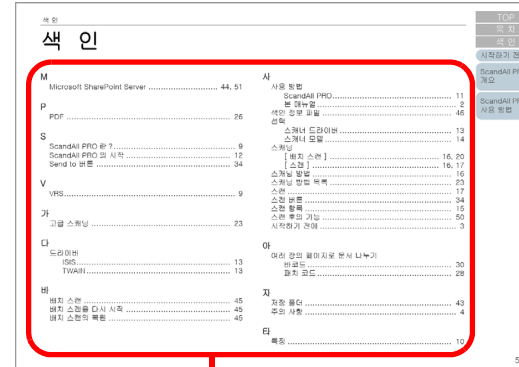 색 인
색 인
M
Microsoft SharePoint Server ........ 44, 51
P
PDF ........ 26
S
ScandAll PRO 란 ? ........ 9
ScandAll PRO 의 시작 ........ 12
Send to 버튼 ........ 34
V
VRS ........ 9
가
고급 스캐닝 ........ 23
다
드라이버
ISIS ........ 13
TWAIN ........ 13
바
배치 스캔 ........ 45
배치 스캔을 다시 시작 ........ 45
배치 스캔의 복원 ........ 45
사
사용 방법
ScandAll PRO ........ 11
본 매뉴얼 ........ 2
색인 정보 파일 ........ 46
선택
스캐너 드라이버 ........ 13
스캐너 모델 ........ 14
스캐닝
[ 배치 스캔 ] ........ 16, 20
[ 스캔 ] ........ 16, 17
스캐닝 방법 ........ 16
스캐닝 방법 목록 ........ 23
스캔 ........ 17
스캔 버튼 ........ 34
스캔 항목 ........ 15
스캔 후의 기능 ........ 50
시작하기 전에 ........ 3
아
여러 장의 페이지로 문서 나누기
바코드 ........ 30
패치 코드 ........ 28
자
저장 폴더 ........ 43
주의 사항 ........ 4
타
특징 ........ 10
TOP
목 차
색 인
시작하기 전
ScandAll PR
개요
ScandAll PR
사용 방법
5